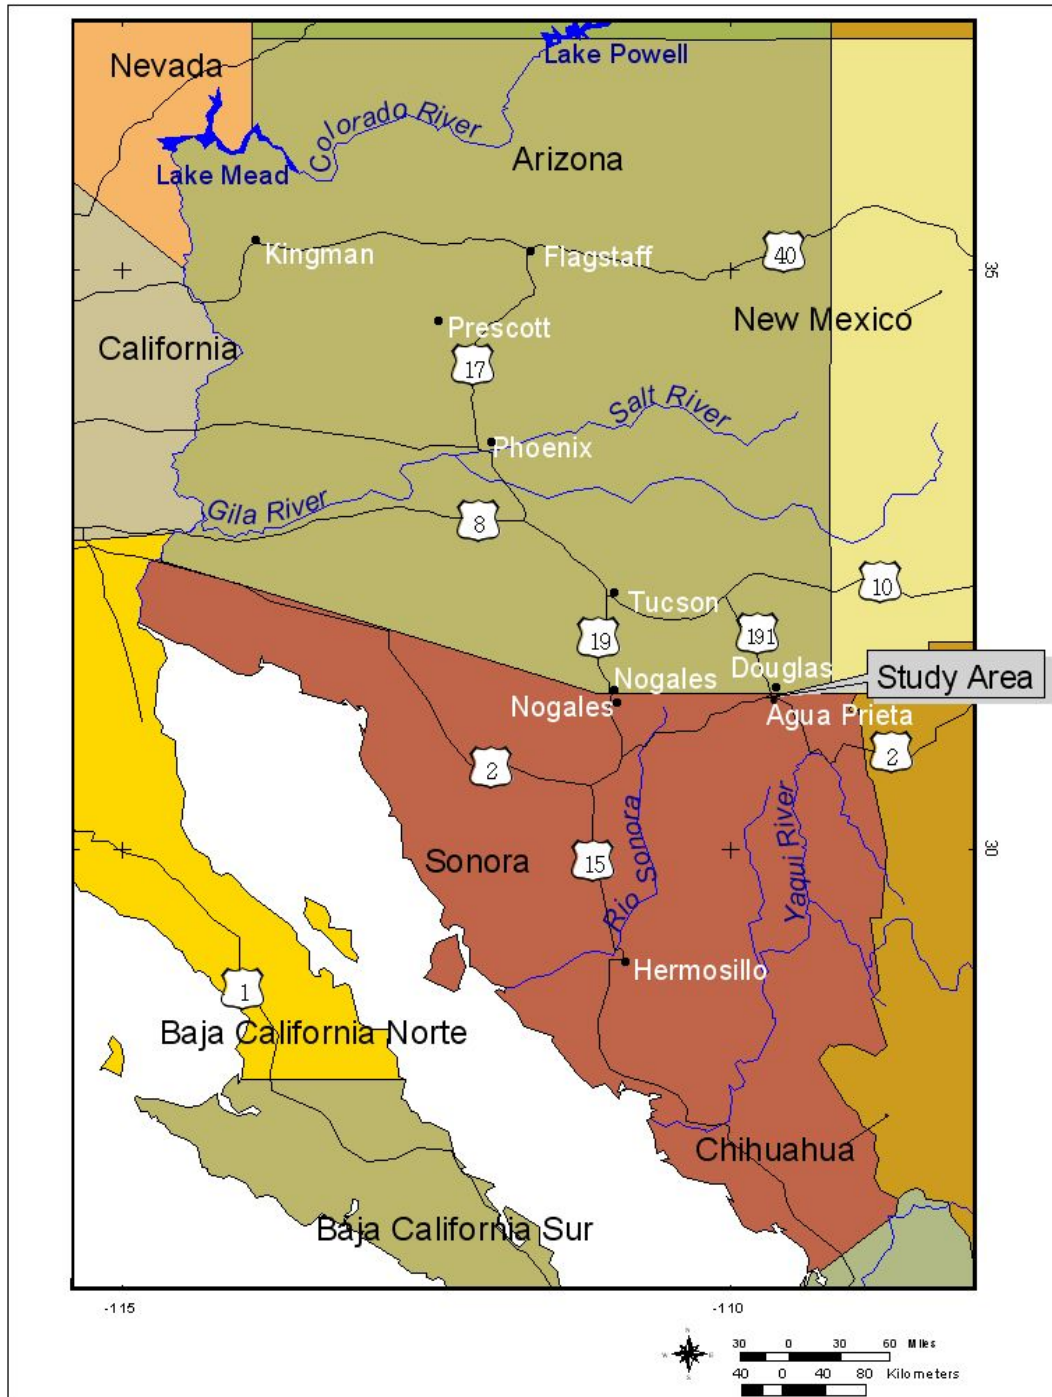 Lake Powell
Nevada
Colorado River
Arizona
Lake Mead
Kingman
Flagstaff
40
35
New Mexico
Prescott
California
17
Salt River
Phoenix
Gila River
8
10
Tucson
19
191
Douglas
Study Area
Nogales
Nogales
Agua Prieta
2
2
Yaqui River
Rio Sonora
Sonora
15
30
Hermosillo
1
Baja California Norte
Chihuahua
Baja California Sur
-115
-110
N
W
E
S
30 0 30 60 Miles
40 0 40 80 Kilometers